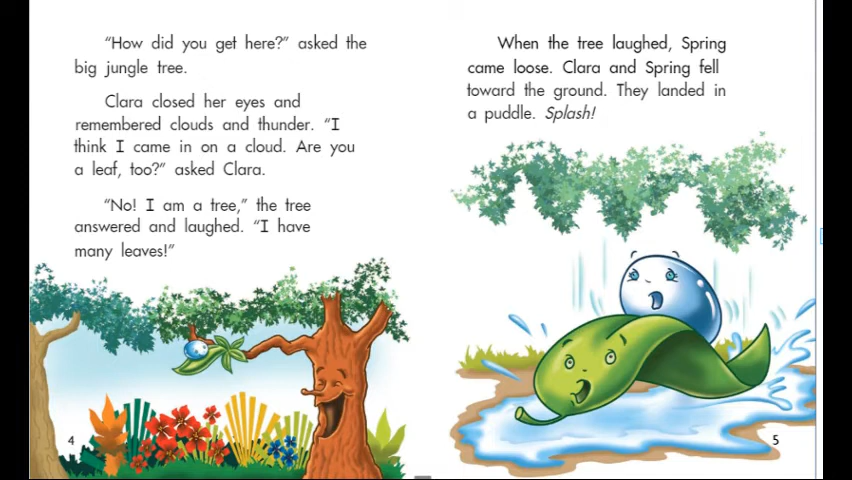 “How did you get here?” asked the
big jungle tree.
Clara closed her eyes and
remembered clouds and thunder. “I
think I came in on a cloud. Are you
a leaf, too?” asked Clara.
“No! I am a tree,” the tree
answered and laughed. “I have
many leaves!”
4
When the tree laughed, Spring
came loose. Clara and Spring fell
toward the ground. They landed in
a puddle. Splash!
5